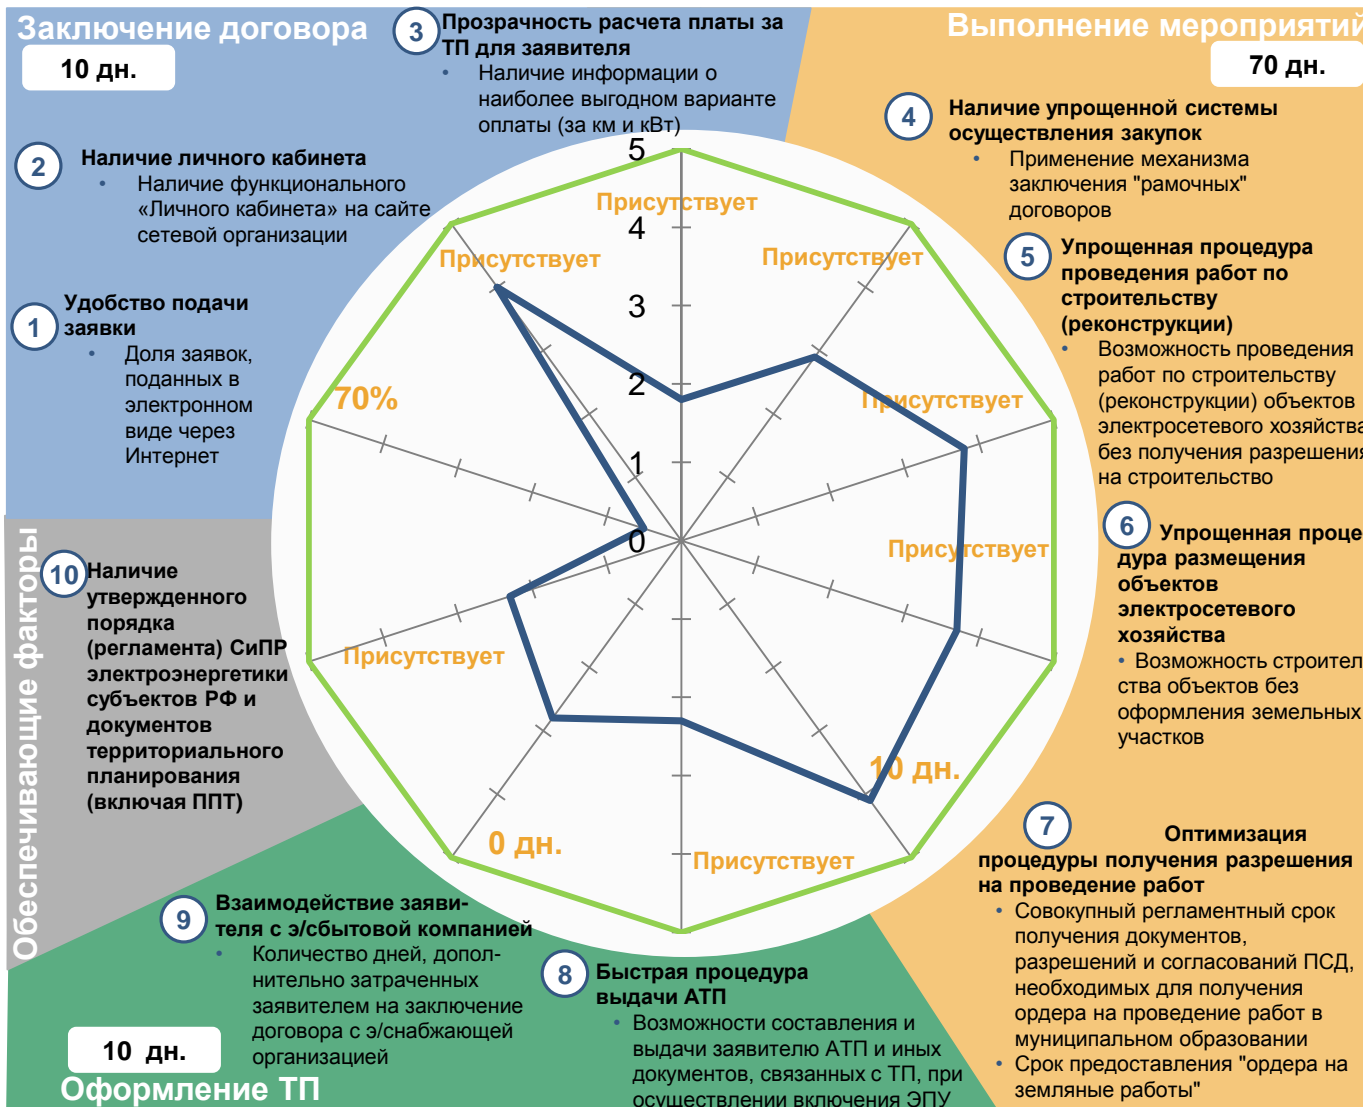 Заключение договора
10 дн.
3
Прозрачность расчета платы за
ТП для заявителя
• Наличие информации о
наиболее выгодном варианте
оплаты (за км и кВт)
Выполнение мероприятий
70 дн.
2
Наличие личного кабинета
• Наличие функционального
«Личного кабинета» на сайте
сетевой организации
1
Удобство подачи
заявки
• Доля заявок,
поданных в
электронном
виде через
Интернет
4
Наличие упрощенной системы
осуществления закупок
• Применение механизма
заключения "рамочных"
договоров
5
Упрощенная процедура
проведения работ по
строительству
(реконструкции)
• Возможность проведения
работ по строительству
(реконструкции) объектов
электросетевого хозяйства
без получения разрешения
на строительство
6
Упрощенная проце
дура размещения
объектов
электросетевого
хозяйства
• Возможность строитель
ства объектов без
оформления земельных
участков
7
Оптимизация
процедуры получения разрешения
на проведение работ
• Совокупный регламентный срок
получения документов,
разрешений и согласований ПСД,
необходимых для получения
ордера на проведение работ в
муниципальном образовании
• Срок предоставления "ордера на
земляные работы"
5
4
3
2
1
0
Присутствует
Присутствует
Присутствует
70%
Присутствует
Присутствует
Присутствует
10 дн.
0 дн.
Присутствует
Обеспечивающие факторы
10
Наличие
утвержденного
порядка
(регламента) СиПР
электроэнергетики
субъектов РФ и
документов
территориального
планирования
(включая ППТ)
9
Взаимодействие заяви-
теля с э/сбытовой компанией
• Количество дней, допол-
нительно затраченных
заявителем на заключение
договора с э/снабжающей
организацией
8
Быстрая процедура
выдачи АТП
• Возможности составления и
выдачи заявителю АТП и иных
документов, связанных с ТП, при
осуществлении включения ЭПУ
10 дн.
Оформление ТП